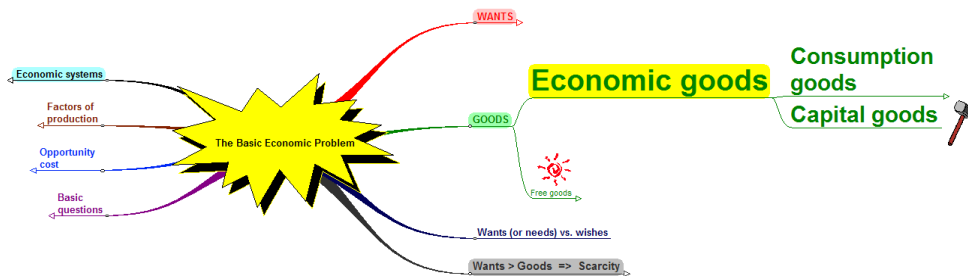 WANTS
Economic systems
Factors of
production
Opportunity
cost
Basic
questions
The Basic Economic Problem
GOODS
Economic goods
Consumption
goods
Capital goods
Free goods
Wants (or needs) vs. wishes
Wants > Goods => Scarcity